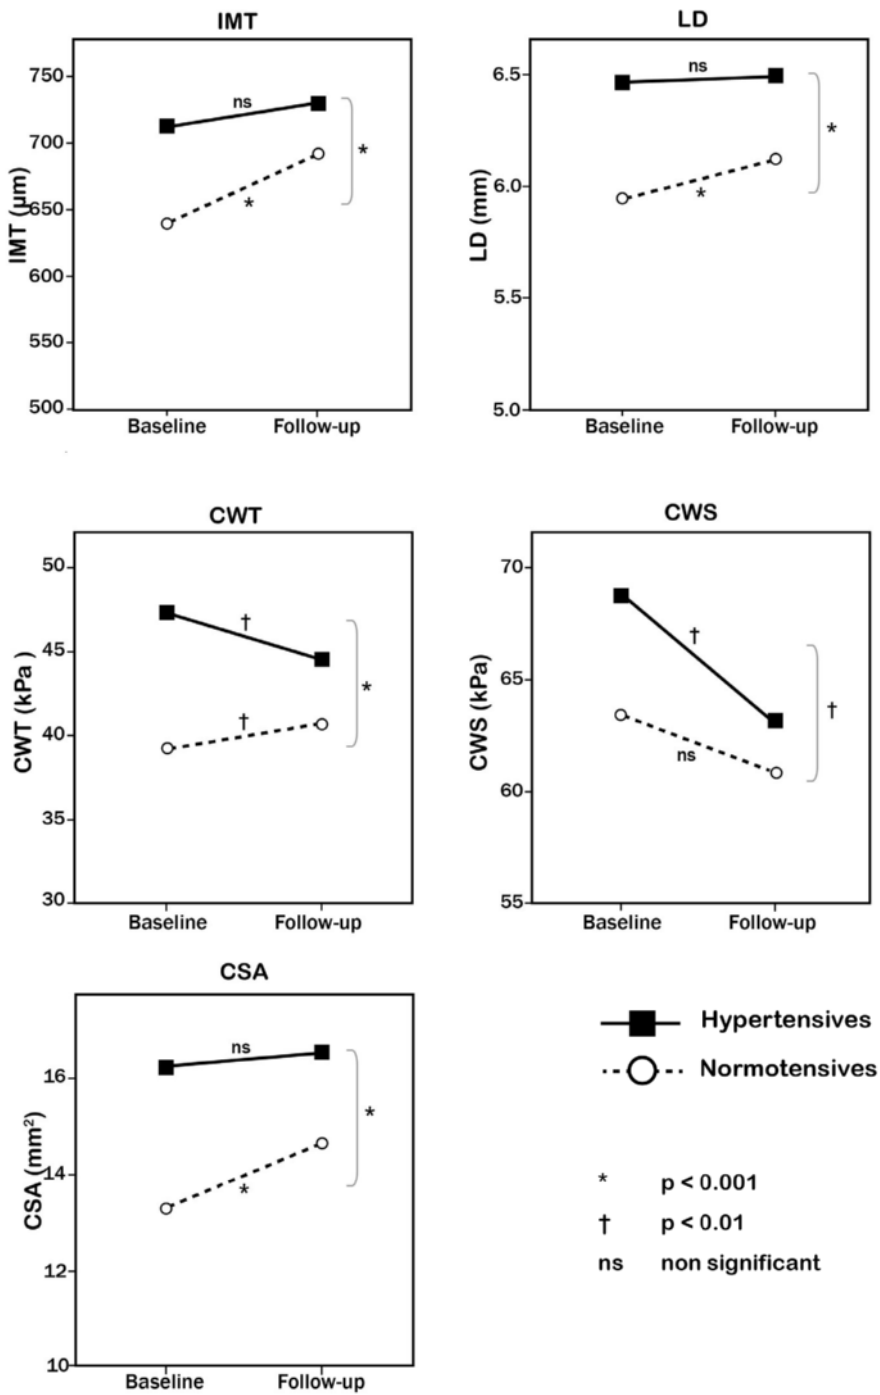 IMT
IMT (µm)
750
700
650
600
550
500
ns
*
*
Baseline Follow-up
LD
LD (mm)
6.5
6.0
5.5
5.0
ns
*
*
Baseline Follow-up
CWT
CWT (kPa )
50
45
40
35
30
†
†
*
Baseline Follow-up
CWS
CWS (kPa)
70
65
60
55
†
ns
†
Baseline Follow-up
CSA
CSA (mm²)
16
14
12
10
ns
*
*
Baseline Follow-up
Hypertensives
Normotensives
* p < 0.001
† p < 0.01
ns non significant